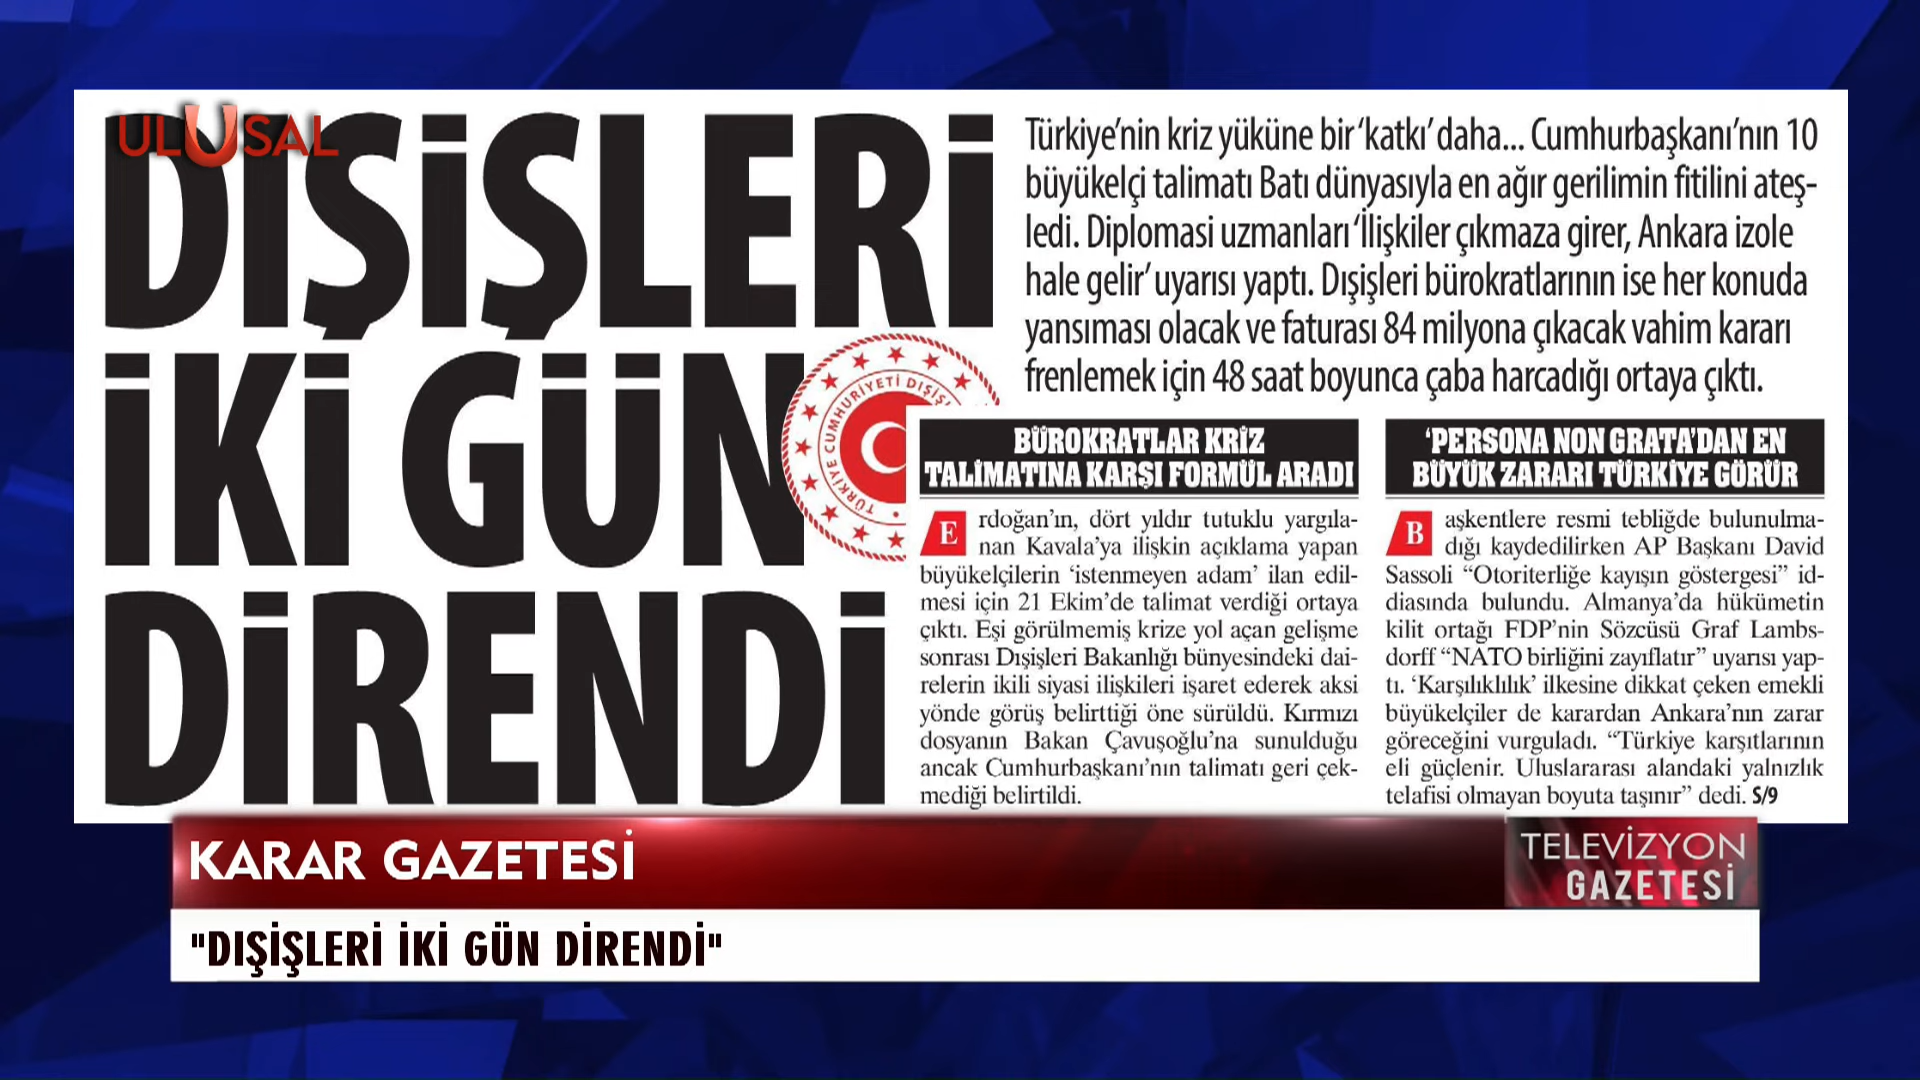 ULUSAL
DIŞİŞLERİ
İKİ GÜN
DİRENDİ
Türkiye’nin kriz yüküne bir ‘katkı’ daha... Cumhurbaşkanı’nın 10
büyükelçi talimatı Batı dünyasıyla en ağır gerilimin fitilini ateş-
ledi. Diplomasi uzmanları ‘İlişkiler çıkmaza girer, Ankara izole
hale gelir’ uyarısı yaptı. Dışişleri bürokratlarının ise her konuda
yansıması olacak ve faturası 84 milyona çıkacak vahim kararı
frenlemek için 48 saat boyunca çaba harcadığı ortaya çıktı.
TÜRKİYE CUMHURİYETİ DIŞİŞL
BÜROKRATLAR KRİZ
TALİMATINA KARŞI FORMÜL ARADI
Erdoğan’ın, dört yıldır tutuklu yargıla-
nan Kavala’ya ilişkin açıklama yapan
büyükelçilerin ‘istenmeyen adam’ ilan edil-
mesi için 21 Ekim’de talimat verdiği ortaya
çıktı. Eşi görülmemiş krize yol açan gelişme
sonrası Dışişleri Bakanlığı bünyesindeki dai-
relerin ikili siyasi ilişkileri işaret ederek aksi
yönde görüş belirttiği öne sürüldü. Kırmızı
dosyanın Bakan Çavuşoğlu’na sunulduğu
ancak Cumhurbaşkanı’nın talimatı geri çek-
mediği belirtildi.
‘PERSONA NON GRATA’DAN EN
BÜYÜK ZARARI TÜRKİYE GÖRÜR
Başkentlere resmi tebliğde bulunulma-
dığı kaydedilirken AP Başkanı David
Sassoli “Otoriterliğe kayışın göstergesi” id-
diasında bulundu. Almanya’da hükümetin
kilit ortağı FDP’nin Sözcüsü Graf Lambs-
dorff “NATO birliğini zayıflatır” uyarısı yap-
tı. ‘Karşılıklılık’ ilkesine dikkat çeken emekli
büyükelçiler de karardan Ankara’nın zarar
göreceğini vurguladı. “Türkiye karşıtlarının
eli güçlenir. Uluslararası alandaki yalnızlık
telafisi olmayan boyuta taşınır” dedi. S/9
KARAR GAZETESİ
TELEVİZYON
GAZETESİ
"DIŞİŞLERİ İKİ GÜN DİRENDİ"